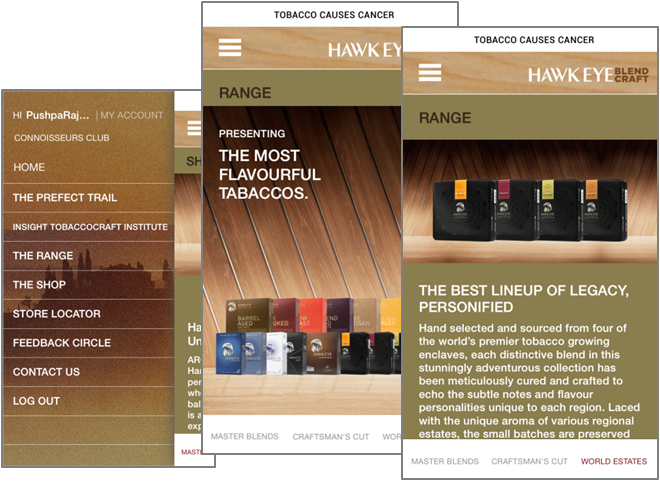 HI PushpaRaj... | MY ACCOUNT
CONNOISSEURS CLUB
HOME
THE PREFECT TRAIL
INSIGHT TOBACCOCRAFT INSTITUTE
THE RANGE
THE SHOP
STORE LOCATOR
FEEDBACK CIRCLE
CONTACT US
LOG OUT
SH
Ha
Un
AR
Ha
per
wh
bal
is a
exp
MAST
TOBACCO CAUSES CANCER
HAWK EYE
RANGE
PRESENTING
THE MOST
FLAVOURFUL
TABACCOS.
BARREL
AGED
MASTER BLENDS CRAFTSMAN'S CUT WO
TOBACCO CAUSES CANCER
HAWK EYE BLEND
CRAFT
RANGE
THE BEST LINEUP OF LEGACY,
PERSONIFIED
Hand selected and sourced from four of
the world's premier tobacco growing
enclaves, each distinctive blend in this
stunningly adventurous collection has
been meticulously cured and crafted to
echo the subtle notes and flavour
personalities unique to each region. Laced
with the unique aroma of various regional
estates, the small batches are preserved
MASTER BLENDS CRAFTSMAN'S CUT WORLD ESTATES